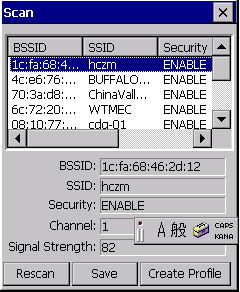 Scan
BSSID SSID Security
1c:fa:68:4... hczm ENABLE
4c:e6:76:... BUFFALO... ENABLE
70:3a:d8:... ChinaVall... ENABLE
6c:72:20:... WTMEC ENABLE
08:10:77:... cdg-01 ENABLE
BSSID: 1c:fa:68:46:2d:12
SSID: hczm
Security: ENABLE
Channel: 1
A 般 CAPS
KANA
Signal Strength: 82
Rescan Save Create Profile